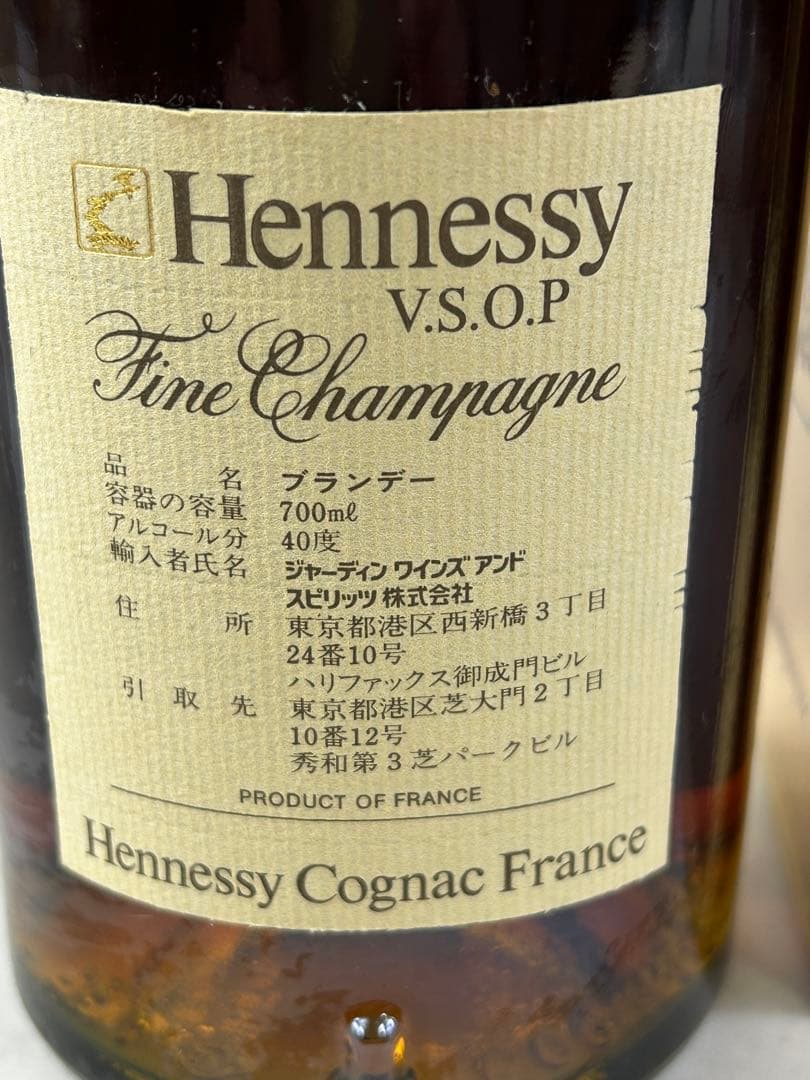 Hennessy
V.S.O.P
Fine Champagne
品名 ブランデー
容器の容量 700mℓ
アルコール分 40度
輸入者氏名 ジャーディン ワインズ アンド
スピリッツ 株式会社
住所 東京都港区西新橋3丁目
24番10号
ハリファックス御成門ビル
引取先 東京都港区芝大門2丁目
10番12号
秀和第3芝パークビル
PRODUCT OF FRANCE
Hennessy Cognac France